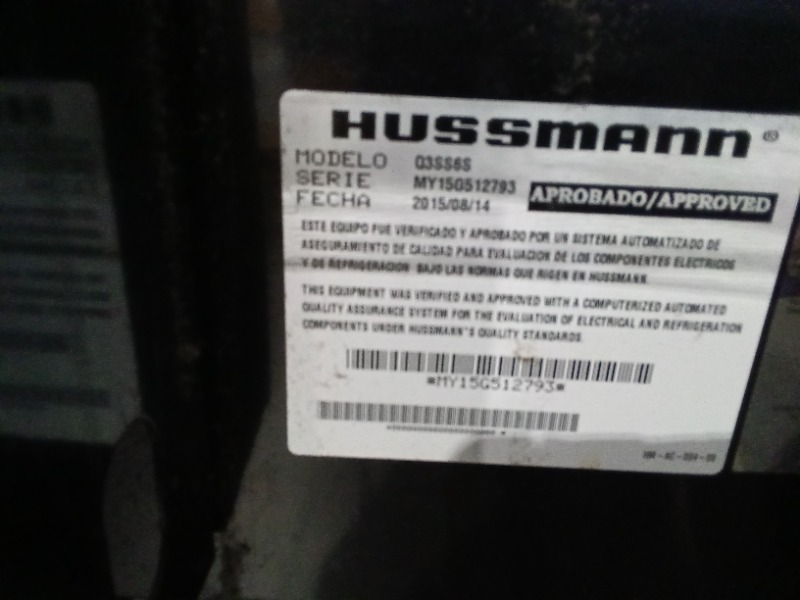 HUSSMANN®
MODELO Q3SS6S
SERIE MY15G512793
FECHA 2015/08/14
APROBADO/APPROVED
ESTE EQUIPO FUE VERIFICADO Y APROBADO POR UN SISTEMA AUTOMATIZADO DE
ASEGURAMIENTO DE CALIDAD PARA EVALUACION DE LOS COMPONENTES ELECTRICOS
Y DE REFRIGERACION BAJO LAS NORMAS QUE RIGEN EN HUSSMANN.
THIS EQUIPMENT WAS VERIFIED AND APPROVED WITH A COMPUTERIZED AUTOMATED
QUALITY ASSURANCE SYSTEM FOR THE EVALUATION OF ELECTRICAL AND REFRIGERATION
COMPONENTS UNDER HUSSMANN'S QUALITY STANDARDS.
*MY15G512793*